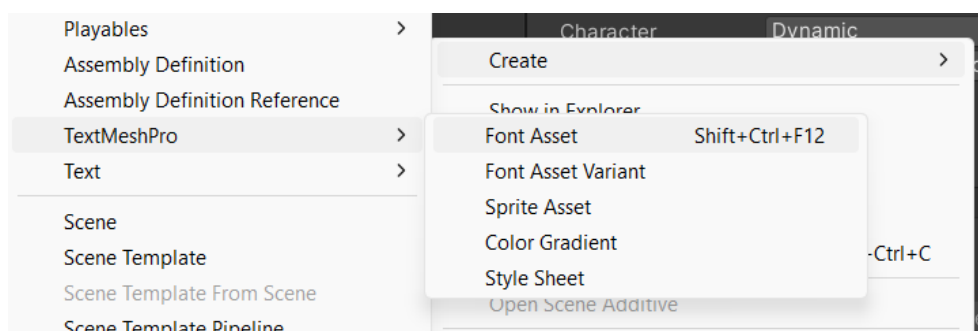 Playables
Assembly Definition
Assembly Definition Reference
TextMeshPro
Text
Scene
Scene Template
Scene Template From Scene
Scene Template Pipeline
Character Dynamic
Create
Show in Explorer
Font Asset Shift+Ctrl+F12
Font Asset Variant
Sprite Asset
Color Gradient
Style Sheet
-Ctrl+C
Open Scene Additive